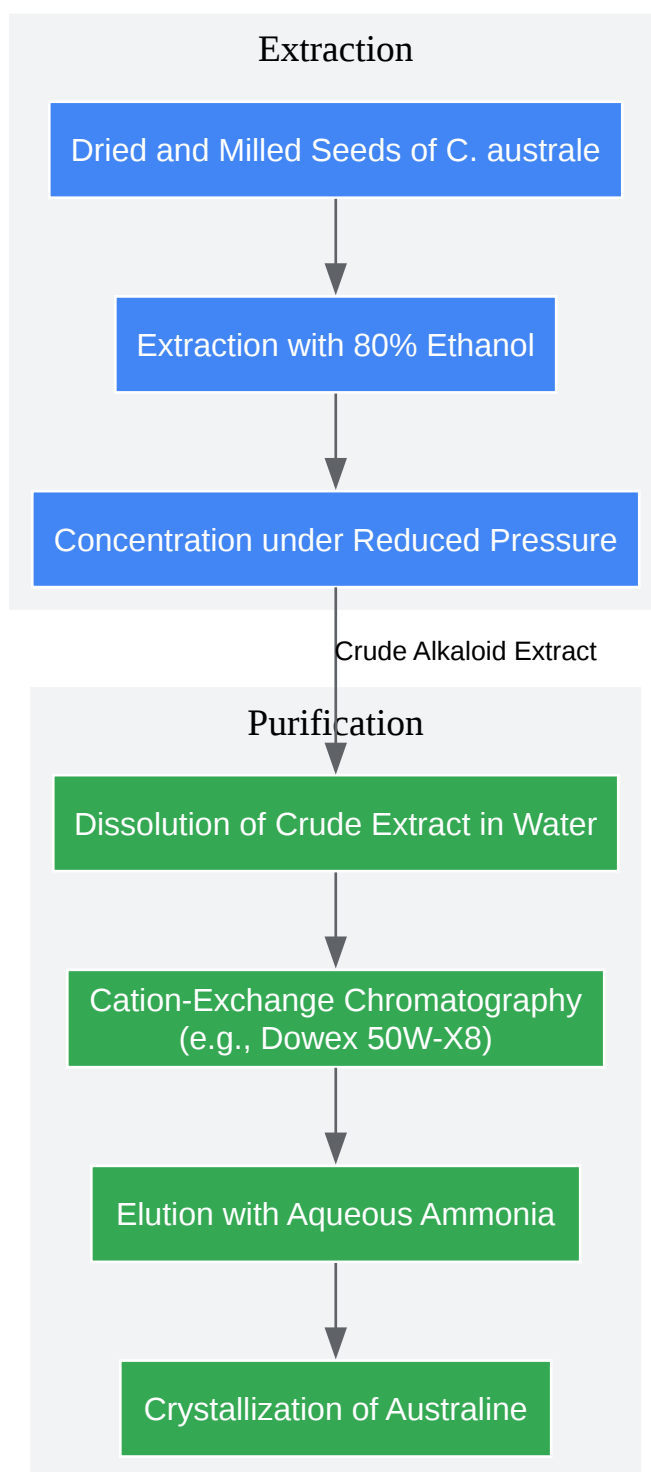 Extraction
Dried and Milled Seeds of C. australe
Extraction with 80% Ethanol
Concentration under Reduced Pressure
Crude Alkaloid Extract
Purification
Dissolution of Crude Extract in Water
Cation-Exchange Chromatography
(e.g., Dowex 50W-X8)
Elution with Aqueous Ammonia
Crystallization of Australine